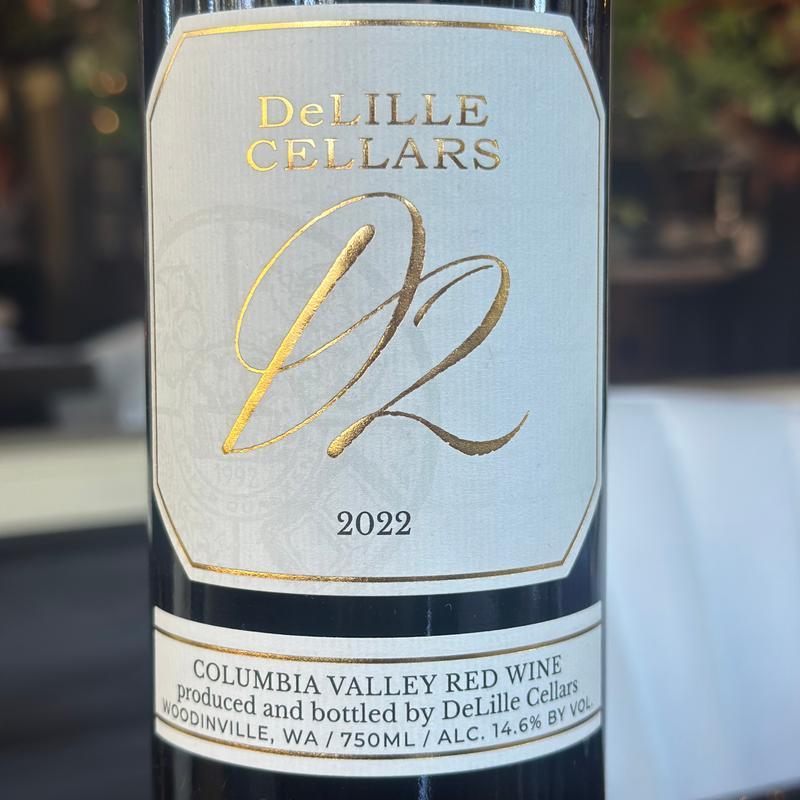 DeLILLE
CELLARS
D2
1992
2022
COLUMBIA VALLEY RED WINE
produced and bottled by DeLille Cellars
WOODINVILLE, WA / 750ML / ALC. 14.6% BY VOL.